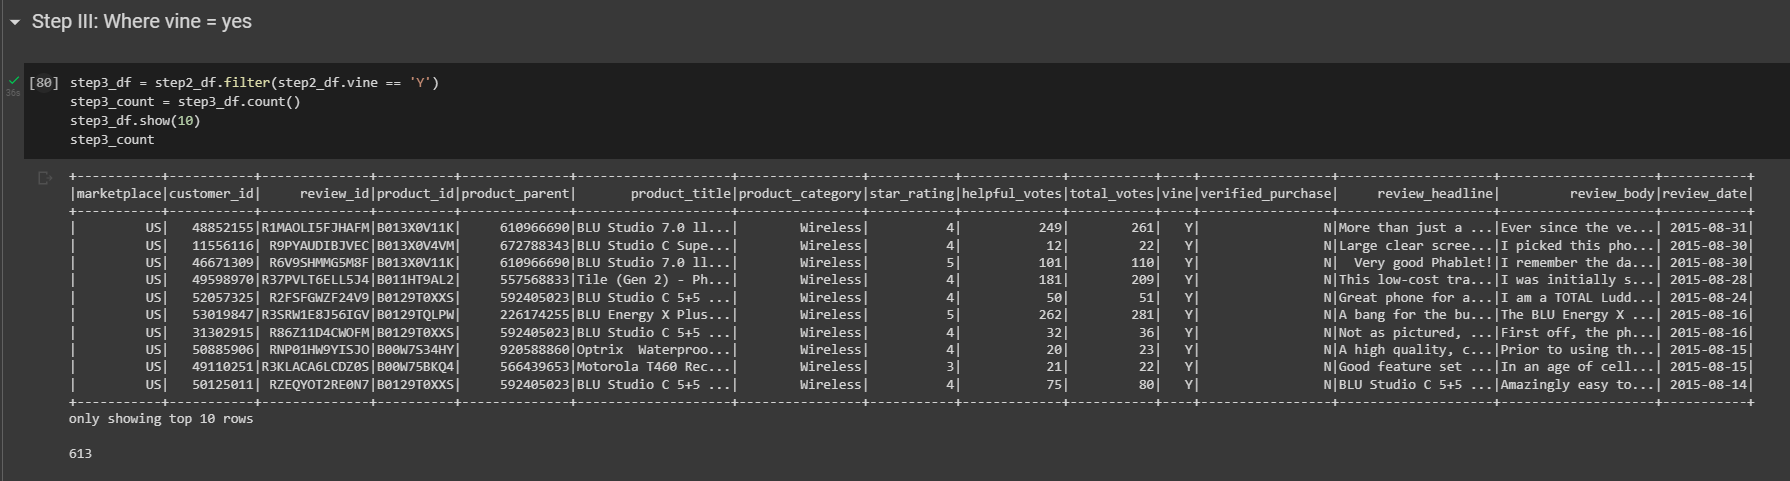 Step III: Where vine = yes
[80] step3_df = step2_df.filter(step2_df.vine == 'Y')
36s
step3_count = step3_df.count()
step3_df.show(10)
step3_count
+-----------+-----------+--------------+----------+--------------+--------------------+----------------+-----------+-------------+-----------+----+-----------------+--------------------+--------------------+-----------+
|marketplace|customer_id|     review_id|product_id|product_parent|       product_title|product_category|star_rating|helpful_votes|total_votes|vine|verified_purchase|     review_headline|         review_body|review_date|
+-----------+-----------+--------------+----------+--------------+--------------------+----------------+-----------+-------------+-----------+----+-----------------+--------------------+--------------------+-----------+
|         US|   48852155|R1MAOLI5FJHAFM|B013X0V11K|     610966690|BLU Studio 7.0 ll...|        Wireless|          4|          249|        261|   Y|                N|More than just a ...|Ever since the ve...| 2015-08-31|
|         US|   11556116| R9PYAUDIBJVEC|B013X0V4VM|     672788343|BLU Studio C Supe...|        Wireless|          4|           12|         22|   Y|                N|Large clear scree...|I picked this pho...| 2015-08-30|
|         US|   46671309| R6V9SHMMG5M8F|B013X0V11K|     610966690|BLU Studio 7.0 ll...|        Wireless|          5|          101|        110|   Y|                N|  Very good Phablet!|I remember the da...| 2015-08-30|
|         US|   49598970|R37PVLT6ELL5J4|B011HT9AL2|     557568833|Tile (Gen 2) - Ph...|        Wireless|          4|          181|        209|   Y|                N|This low-cost tra...|I was initially s...| 2015-08-28|
|         US|   52057325| R2FSFGWZF24V9|B0129T0XXS|     592405023|BLU Studio C 5+5 ...|        Wireless|          4|           50|         51|   Y|                N|Great phone for a...|I am a TOTAL Ludd...| 2015-08-24|
|         US|   53019847|R3SRW1E8J56IGV|B0129TQLPW|     226174255|BLU Energy X Plus...|        Wireless|          5|          262|        281|   Y|                N|A bang for the bu...|The BLU Energy X ...| 2015-08-16|
|         US|   31302915| R86Z11D4CWOFM|B0129T0XXS|     592405023|BLU Studio C 5+5 ...|        Wireless|          4|           32|         36|   Y|                N|Not as pictured, ...|First off, the ph...| 2015-08-16|
|         US|   50885906| RNP01HW9YISJO|B00W7S34HY|     920588860|Optrix  Waterproo...|        Wireless|          4|           20|         23|   Y|                N|A high quality, c...|Prior to using th...| 2015-08-15|
|         US|   49110251|R3KLACA6LCDZ0S|B00W75BKQ4|     566439653|Motorola T460 Rec...|        Wireless|          3|           21|         22|   Y|                N|Good feature set ...|In an age of cell...| 2015-08-15|
|         US|   50125011| RZEQYOT2RE0N7|B0129T0XXS|     592405023|BLU Studio C 5+5 ...|        Wireless|          4|           75|         80|   Y|                N|BLU Studio C 5+5 ...|Amazingly easy to...| 2015-08-14|
+-----------+-----------+--------------+----------+--------------+--------------------+----------------+-----------+-------------+-----------+----+-----------------+--------------------+--------------------+-----------+
only showing top 10 rows
613